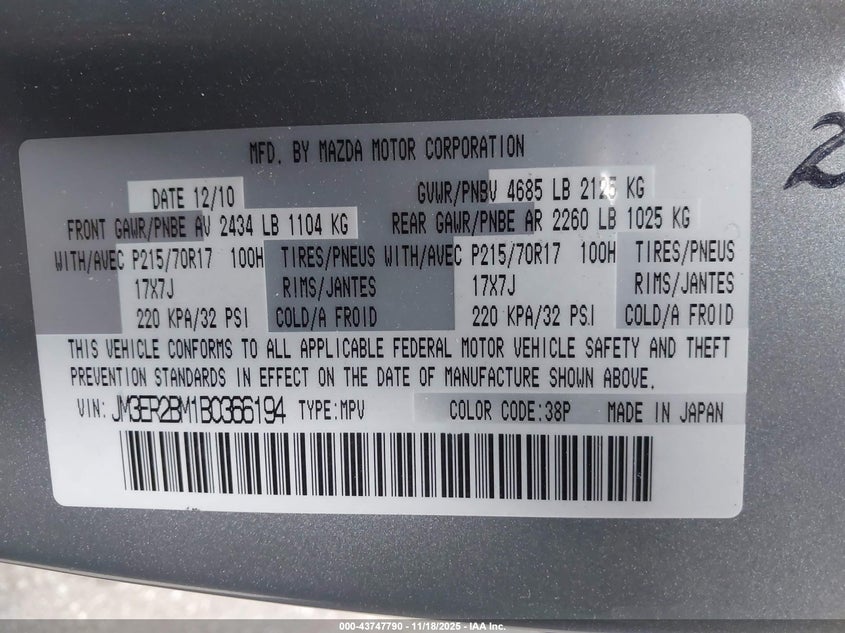 MFD. BY MAZDA MOTOR CORPORATION
DATE 12/10 GVWR/PNBV 4685 LB 2125 KG
FRONT GAWR/PNBE AV 2434 LB 1104 KG REAR GAWR/PNBE AR 2260 LB 1025 KG
WITH/AVEC P215/70R17 100H TIRES/PNEUS WITH/AVEC P215/70R17 100H TIRES/PNEUS
17X7J RIMS/JANTES 17X7J RIMS/JANTES
220 KPA/32 PSI COLD/A FROID 220 KPA/32 PSI COLD/A FROID
THIS VEHICLE CONFORMS TO ALL APPLICABLE FEDERAL MOTOR VEHICLE SAFETY AND THEFT
PREVENTION STANDARDS IN EFFECT ON THE DATE OF MANUFACTURE SHOWN ABOVE.
VIN: JM3ER2BM1B0366194 TYPE:MPV COLOR CODE:38P MADE IN JAPAN
000-43747790 - 11/18/2025 - IAA Inc.